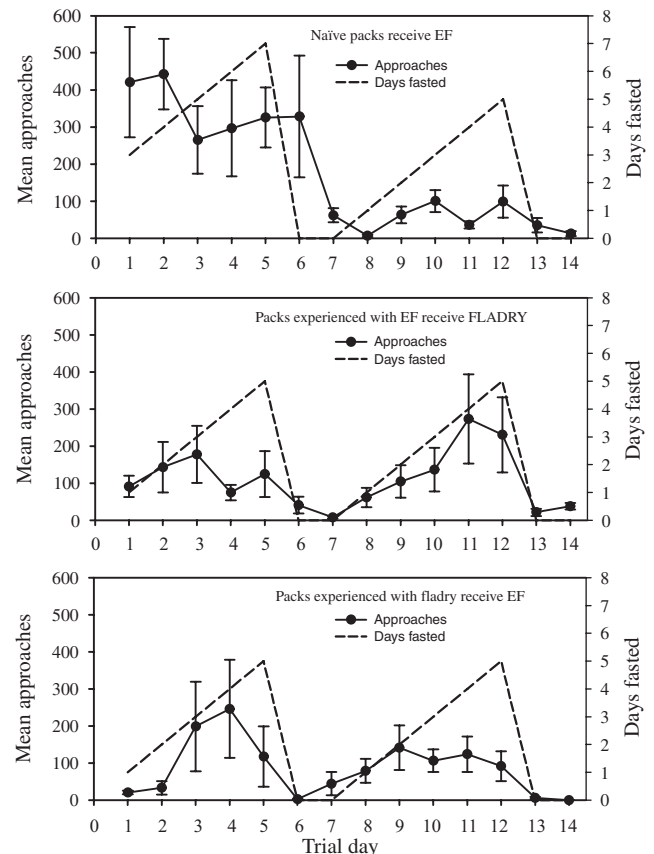 Naïve packs receive EF
Approaches
Days fasted
Mean approaches
600
500
400
300
200
100
0
8
7
6
5
4
3
2
1
0
Days fasted
0 1 2 3 4 5 6 7 8 9 10 11 12 13 14
Packs experienced with EF receive FLADRY
Approaches
Days fasted
Mean approaches
600
500
400
300
200
100
0
8
7
6
5
4
3
2
1
0
Days fasted
0 1 2 3 4 5 6 7 8 9 10 11 12 13 14
Packs experienced with fladry receive EF
Approaches
Days fasted
Mean approaches
600
500
400
300
200
100
0
8
7
6
5
4
3
2
1
0
Days fasted
0 1 2 3 4 5 6 7 8 9 10 11 12 13 14
Trial day